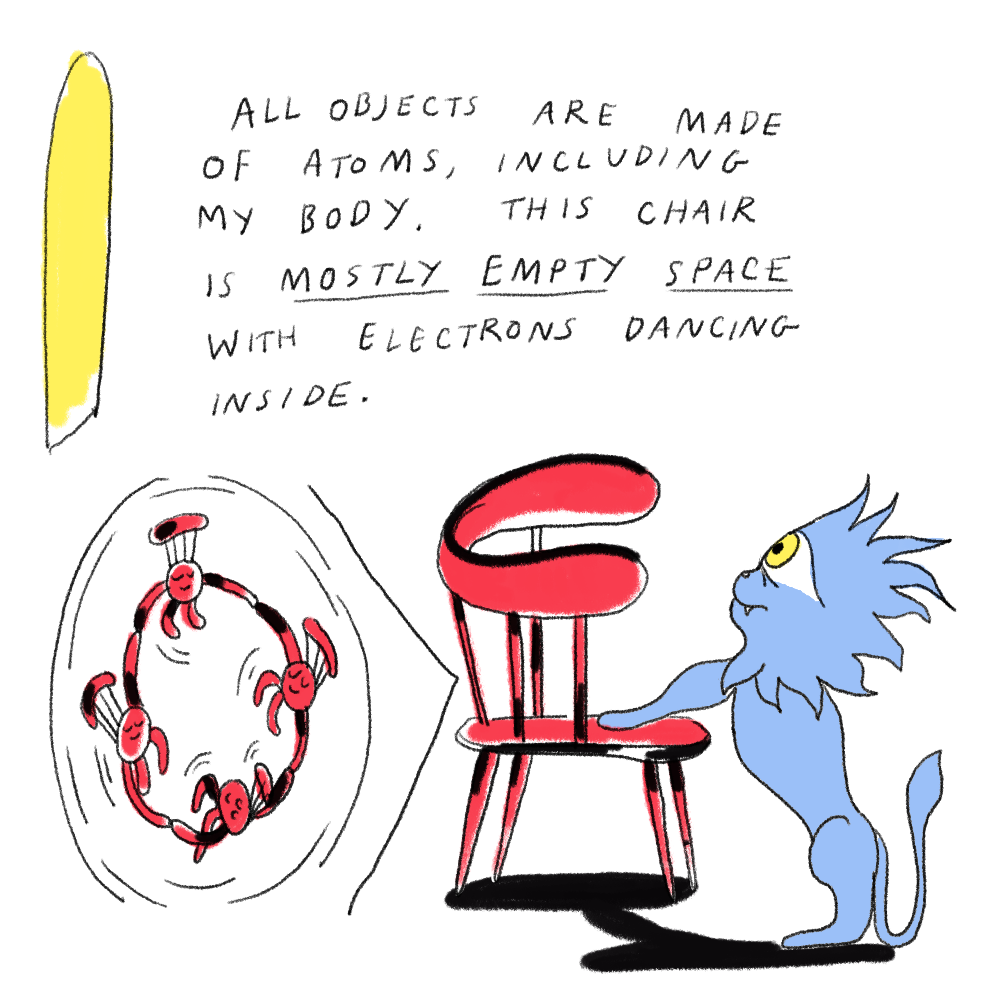 ALL OBJECTS ARE MADE
OF ATOMS, INCLUDING
MY BODY. THIS CHAIR
IS MOSTLY EMPTY SPACE
WITH ELECTRONS DANCING
INSIDE.